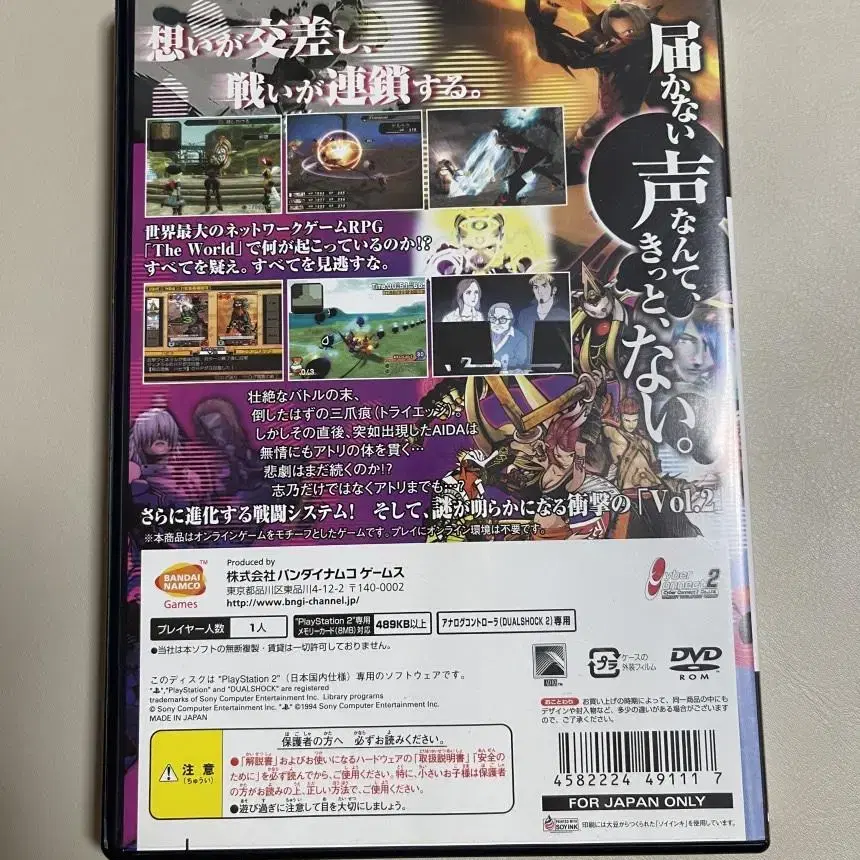 想いが交差し、
戦いが連鎖する。
届かない声なんて、
きっと、ない。
世界最大のネットワークゲームRPG
「The World」で何が起こっているのか!?
すべてを疑え。すべてを見逃すな。
壮絶なバトルの末、
倒したはずの三爪痕（トライエッジ）。
しかしその直後、突如出現したAIDAは
無情にもアトリの体を貫く…
悲劇はまだ続くのか!?
志乃だけではなくアトリまでも…?
さらに進化する戦闘システム! そして、謎が明らかになる衝撃の「Vol.2」
※本商品はオンラインゲームをモチーフとしたゲームです。プレイにオンライン環境は不要です。
BANDAI
NAMCO
Games
Produced by
株式会社 バンダイナムコ ゲームス
東京都品川区東品川4-12-2 〒140-0002
http://www.bngi-channel.jp/
Cyber Connect 2
プレイヤー人数 1人
"PlayStation 2"専用
メモリーカード(8MB)対応 489KB以上
アナログコントローラ(DUALSHOCK 2)専用
●当社は本ソフトの無断複製・賃貸は一切許可しておりません。
このディスクは "PlayStation 2"（日本国内仕様）専用のソフトウェアです。
"PlayStation" and "DUALSHOCK" are registered
trademarks of Sony Computer Entertainment Inc. Library programs
© Sony Computer Entertainment Inc. ©1994 Sony Computer Entertainment Inc.
MADE IN JAPAN
プラ
ケースの
外装フィルム
DVD
ROM
おことわり お買い上げの時期によって、同一商品の中にも
デザインや封入物など、多少の違いがある場合がございます
ので、ご了承ください。
注意
(ちゅうい)
保護者の方へ 必ずお読みください。
●「解説書」およびお使いになるハードウェアの「取扱説明書」「安全の
ために」を必ず読んでから、ご使用ください。特に、小さいお子様は保護者
の方がお読みの上、正しい方法で、ご使用ください。
●遊び過ぎに注意して目を大切にしましょう。
4582224 491117
FOR JAPAN ONLY
PRINTED WITH
SOY INK
印刷には大豆からつくられた「ソイインキ」を使用しています。